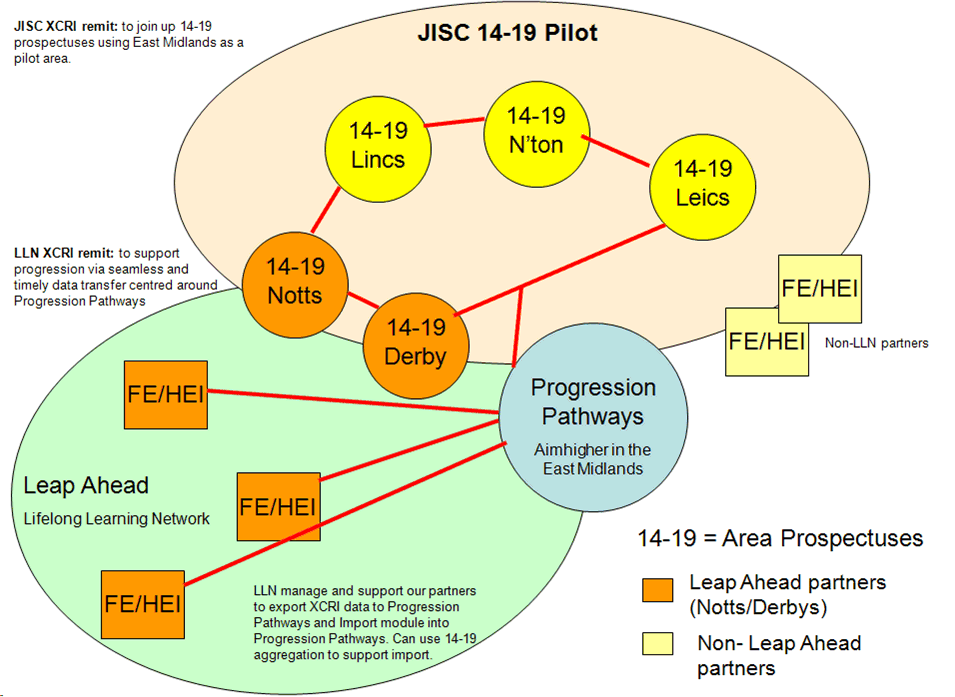 JISC XCRI remit: to join up 14-19
prospectuses using East Midlands as a
pilot area.
JISC 14-19 Pilot
14-19
Lincs
14-19
N'ton
14-19
Leics
LLN XCRI remit: to support
progression via seamless and
timely data transfer centred around
Progression Pathways
14-19
Notts
14-19
Derby
FE/HEI
FE/HEI
Non-LLN partners
Progression
Pathways
Aimhigher in the
East Midlands
FE/HEI
Leap Ahead
Lifelong Learning Network
FE/HEI
FE/HEI
LLN manage and support our partners
to export XCRI data to Progression
Pathways and Import module into
Progression Pathways. Can use 14-19
aggregation to support import.
14-19 = Area Prospectuses
Leap Ahead partners
(Notts/Derbys)
Non- Leap Ahead
partners